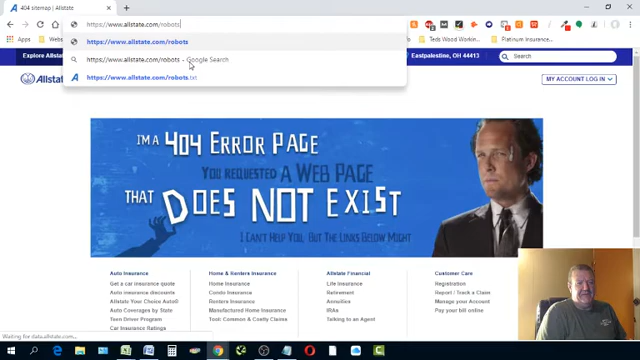 404 sitemap | Allstate
https://www.allstate.com/robots
https://www.allstate.com/robots
https://www.allstate.com/robots - Google Search
https://www.allstate.com/robots.txt
Teds Wood Working...
Platinum Insurance...
Explore Allst
Eastpalestine, OH 44413
Search
Allstate
MY ACCOUNT LOG IN
I'M A 404 ERROR PAGE
YOU REQUESTED A WEB PAGE
THAT DOES NOT EXIST
I CAN'T HELP YOU, BUT THE LINKS BELOW MIGHT
Auto Insurance
Get a car insurance quote
Auto insurance discounts
Allstate Your Choice Auto®
Auto Coverages by State
Teen Driver Program
Car Insurance Ratings
Home & Renters Insurance
Home Insurance
Condo Insurance
Renters Insurance
Tool: Common & Costly Claims
Allstate Financial
Life Insurance
Retirement
Annuities
IRAs
Talking to an Agent
Customer Care
Registration
Report / Track a Claim
Manage your Account
Pay your bill online
Waiting for data.allstate.com...